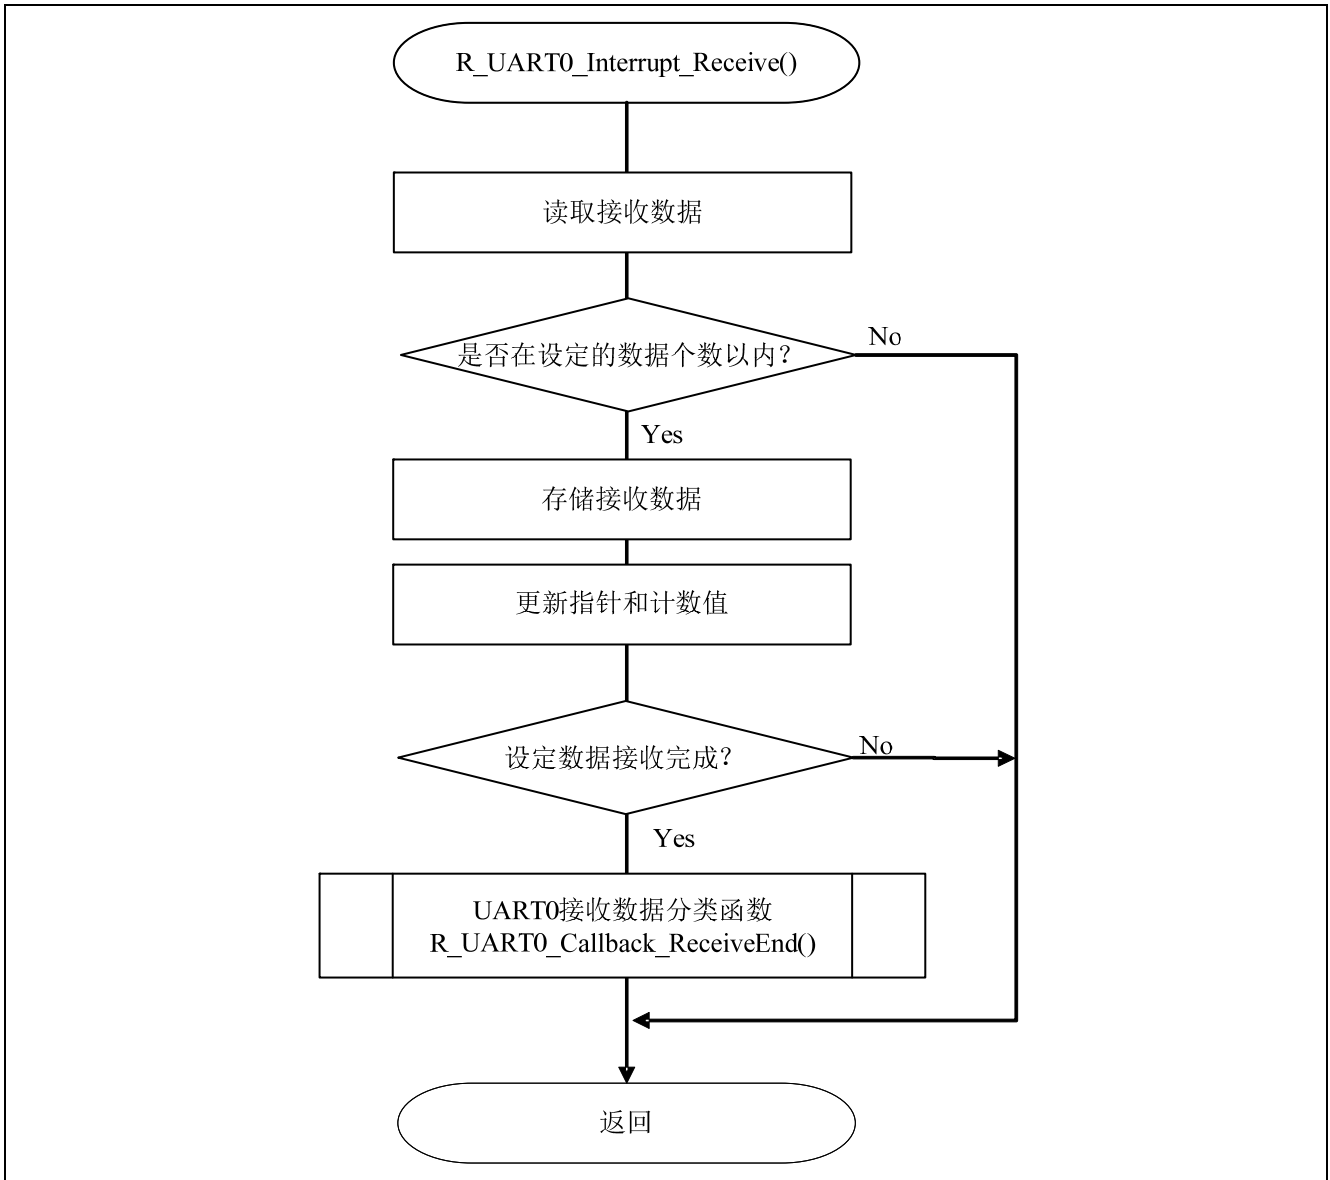 R_UART0_Interrupt_Receive()
读取接收数据
是否在设定的数据个数以内?
No
Yes
存储接收数据
更新指针和计数值
设定数据接收完成?
No
Yes
UART0接收数据分类函数
R_UART0_Callback_ReceiveEnd()
返回